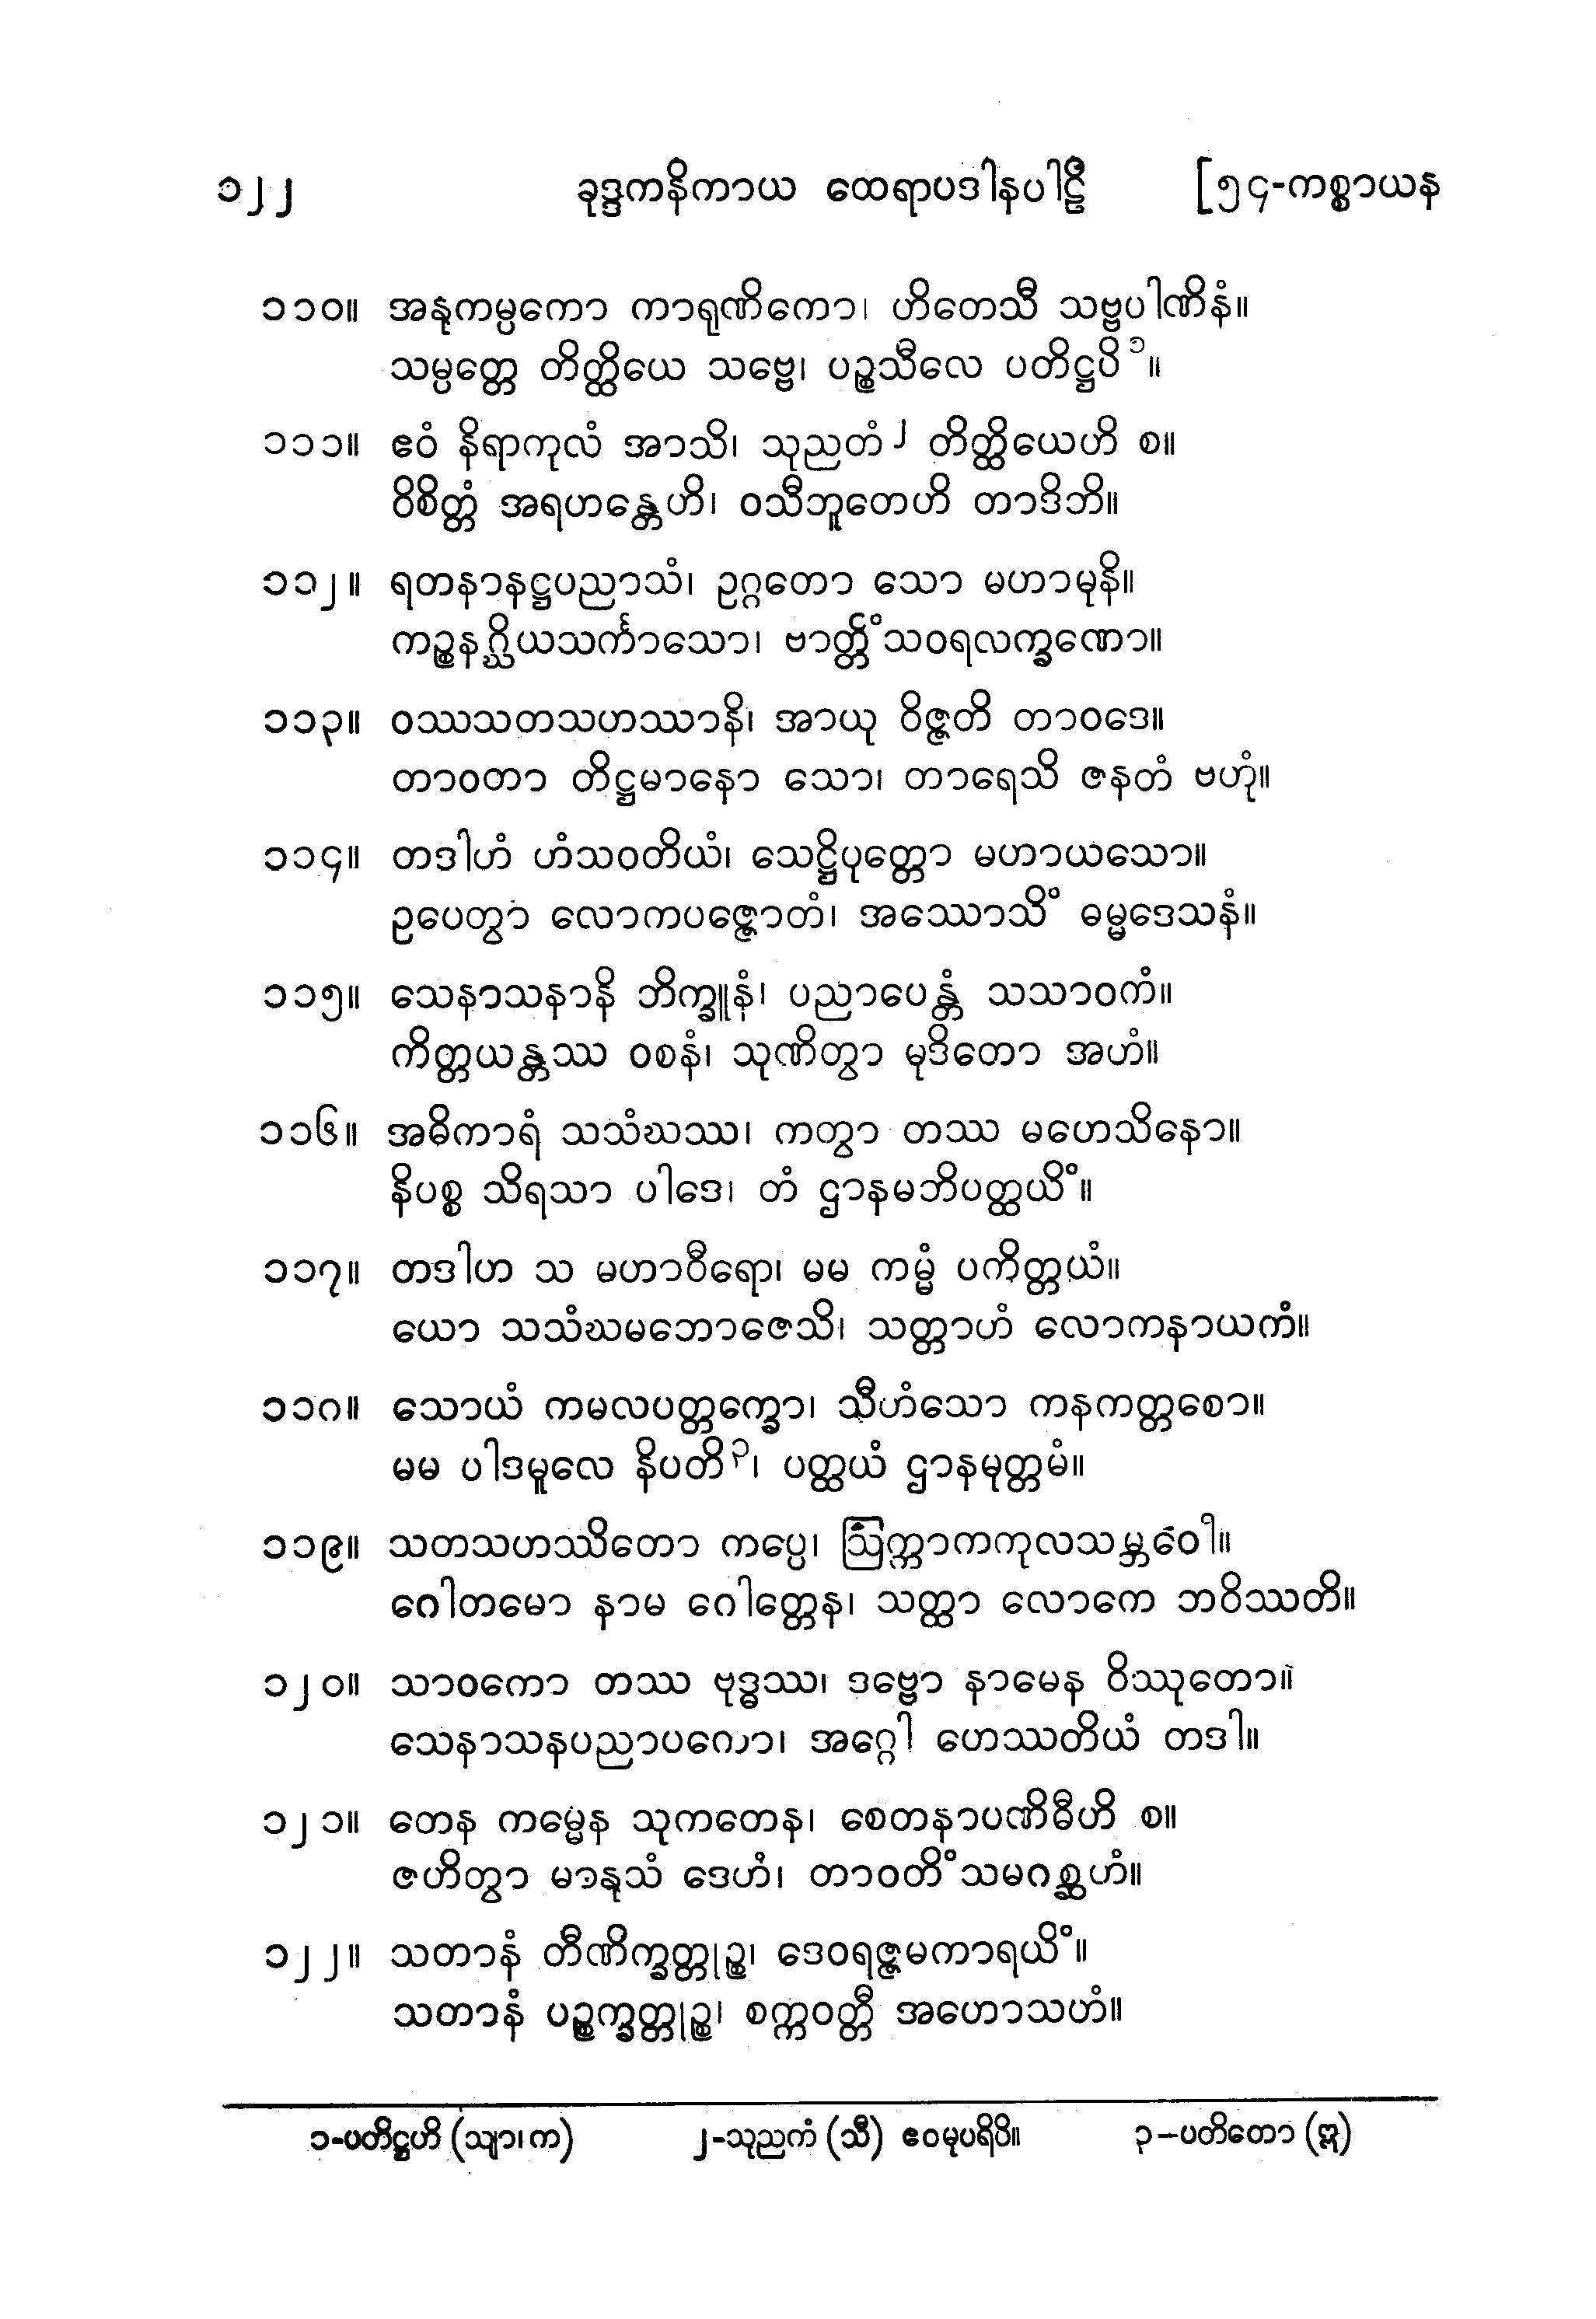 ၁၂၂ ခုဒ္ဒကနိကာယ ထေရာပဒါနပါဠိ [၅၄-ကစ္စာယန
၁၁၀။ အနုကမ္ပကော ကာရုဏိကော၊ ဟိတေသီ သဗ္ဗပါဏိနံ။
သမ္ပတ္တေ တိတ္ထိယေ သဗ္ဗေ၊ ပဉ္စသီလေ ပတိဋ္ဌပိ ၁။
၁၁၁။ ဧဝံ နိရာကုလံ အာသိ၊ သုညတံ ၂ တိတ္ထိယေဟိ စ။
ဝိစိတ္တံ အရဟန္တေဟိ၊ ဝသီဘူတေဟိ တာဒိဘိ။
၁၁၂။ ရတနာနဋ္ဌပညာသံ၊ ဥဂ္ဂတော သော မဟာမုနိ။
ကဉ္စနဂ္ဃိယသင်္ကာသော၊ ဗာတ္တိံသဝရလက္ခဏော။
၁၁၃။ ဝဿသတသဟဿာနိ၊ အာယု ဝိဇ္ဇတိ တာဝဒေ။
တာဝတာ တိဋ္ဌမာနော သော၊ တာရေသိ ဇနတံ ဗဟုံ။
၁၁၄။ တဒါဟံ ဟံသဝတိယံ၊ သေဋ္ဌိပုတ္တော မဟာယသော။
ဥပေတွာ လောကပဇ္ဇောတံ၊ အဿောသိံ ဓမ္မဒေသနံ။
၁၁၅။ သေနာသနာနိ ဘိက္ခူနံ၊ ပညာပေန္တံ သသာဝကံ။
ကိတ္တယန္တဿ ဝစနံ၊ သုဏိတွာ မုဒိတော အဟံ။
၁၁၆။ အဓိကာရံ သသံဃဿ၊ ကတွာ တဿ မဟေသိနော။
နိပစ္စ သိရသာ ပါဒေ၊ တံ ဌာနမဘိပတ္ထယိံ။
၁၁၇။ တဒါဟ သ မဟာဝီရော၊ မမ ကမ္မံ ပကိတ္တယံ။
ယော သသံဃမဘောဇေသိ၊ သတ္တာဟံ လောကနာယကံ။
၁၁၈။ သောယံ ကမလပတ္တက္ခော၊ သီဟံသော ကနကတ္တစော။
မမ ပါဒမူလေ နိပတိ ၃၊ ပတ္ထယံ ဌာနမုတ္တမံ။
၁၁၉။ သတသဟဿိတော ကပ္ပေ၊ ဩက္ကာကကုလသမ္ဘဝေါ။
ဂေါတမော နာမ ဂေါတ္တေန၊ သတ္ထာ လောကေ ဘဝိဿတိ။
၁၂၀။ သာဝကော တဿ ဗုဒ္ဓဿ၊ ဒဗ္ဗော နာမေန ဝိဿုတော။
သေနာသနပညာပကော၊ အဂ္ဂေါ ဟေဿတိယံ တဒါ။
၁၂၁။ တေန ကမ္မေန သုကတေန၊ စေတနာပဏိဓီဟိ စ။
ဇဟိတွာ မာနုသံ ဒေဟံ၊ တာဝတိံသမဂစ္ဆဟံ။
၁၂၂။ သတာနံ တီဏိက္ခတ္တုဉ္စ၊ ဒေဝရဇ္ဇမကာရယိံ။
သတာနံ ပဉ္စက္ခတ္တုဉ္စ၊ စက္ကဝတ္တီ အဟောသဟံ။
၁-ပတိဋ္ဌဟိ (သျာ၊ က) ၂-သုညကံ (သီ) ဧဝမုပရိပိ။ ၃-ပတိတော (ဣ)